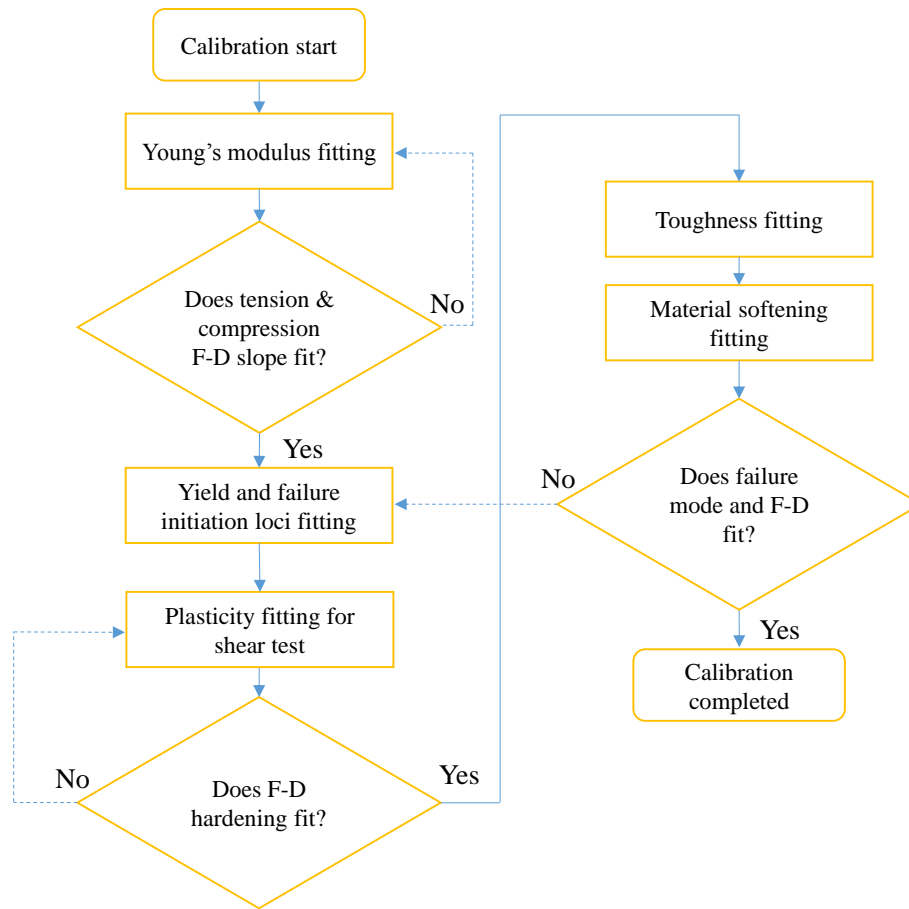 Calibration start
Young’s modulus fitting
Does tension &
compression
F-D slope fit?
No
Yes
Yield and failure
initiation loci fitting
Plasticity fitting for
shear test
Does F-D
hardening fit?
No
Yes
Toughness fitting
Material softening
fitting
Does failure
mode and F-D
fit?
No
Yes
Calibration
completed